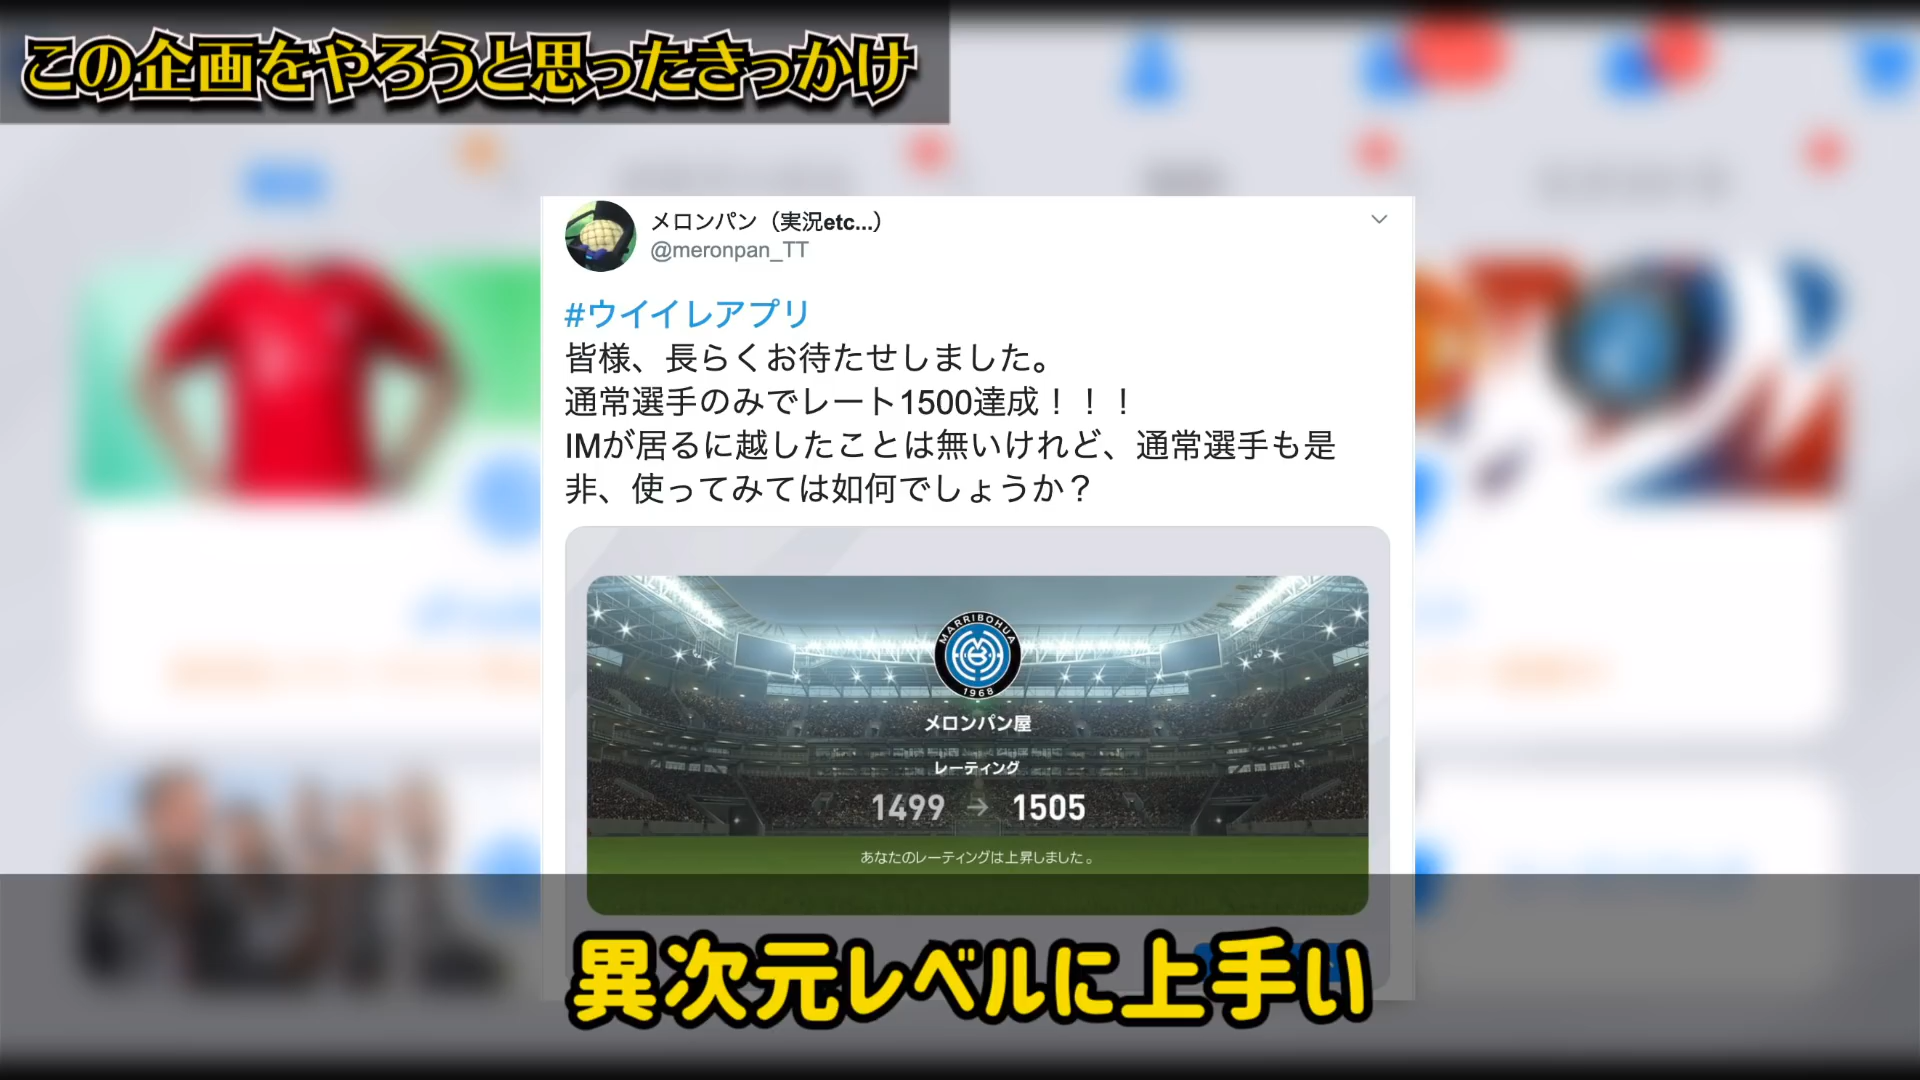 この企画をやろうと思ったきっかけ
メロンパン（実況etc...）
@meronpan_TT
#ウイイレアプリ
皆様、長らくお待たせしました。
通常選手のみでレート1500達成！！！
IMが居るに越したことは無いけれど、通常選手も是
非、使ってみては如何でしょうか？
MARRIBOHUA
1968
メロンパン屋
レーティング
1499 → 1505
あなたのレーティングは上昇しました。
異次元レベルに上手い